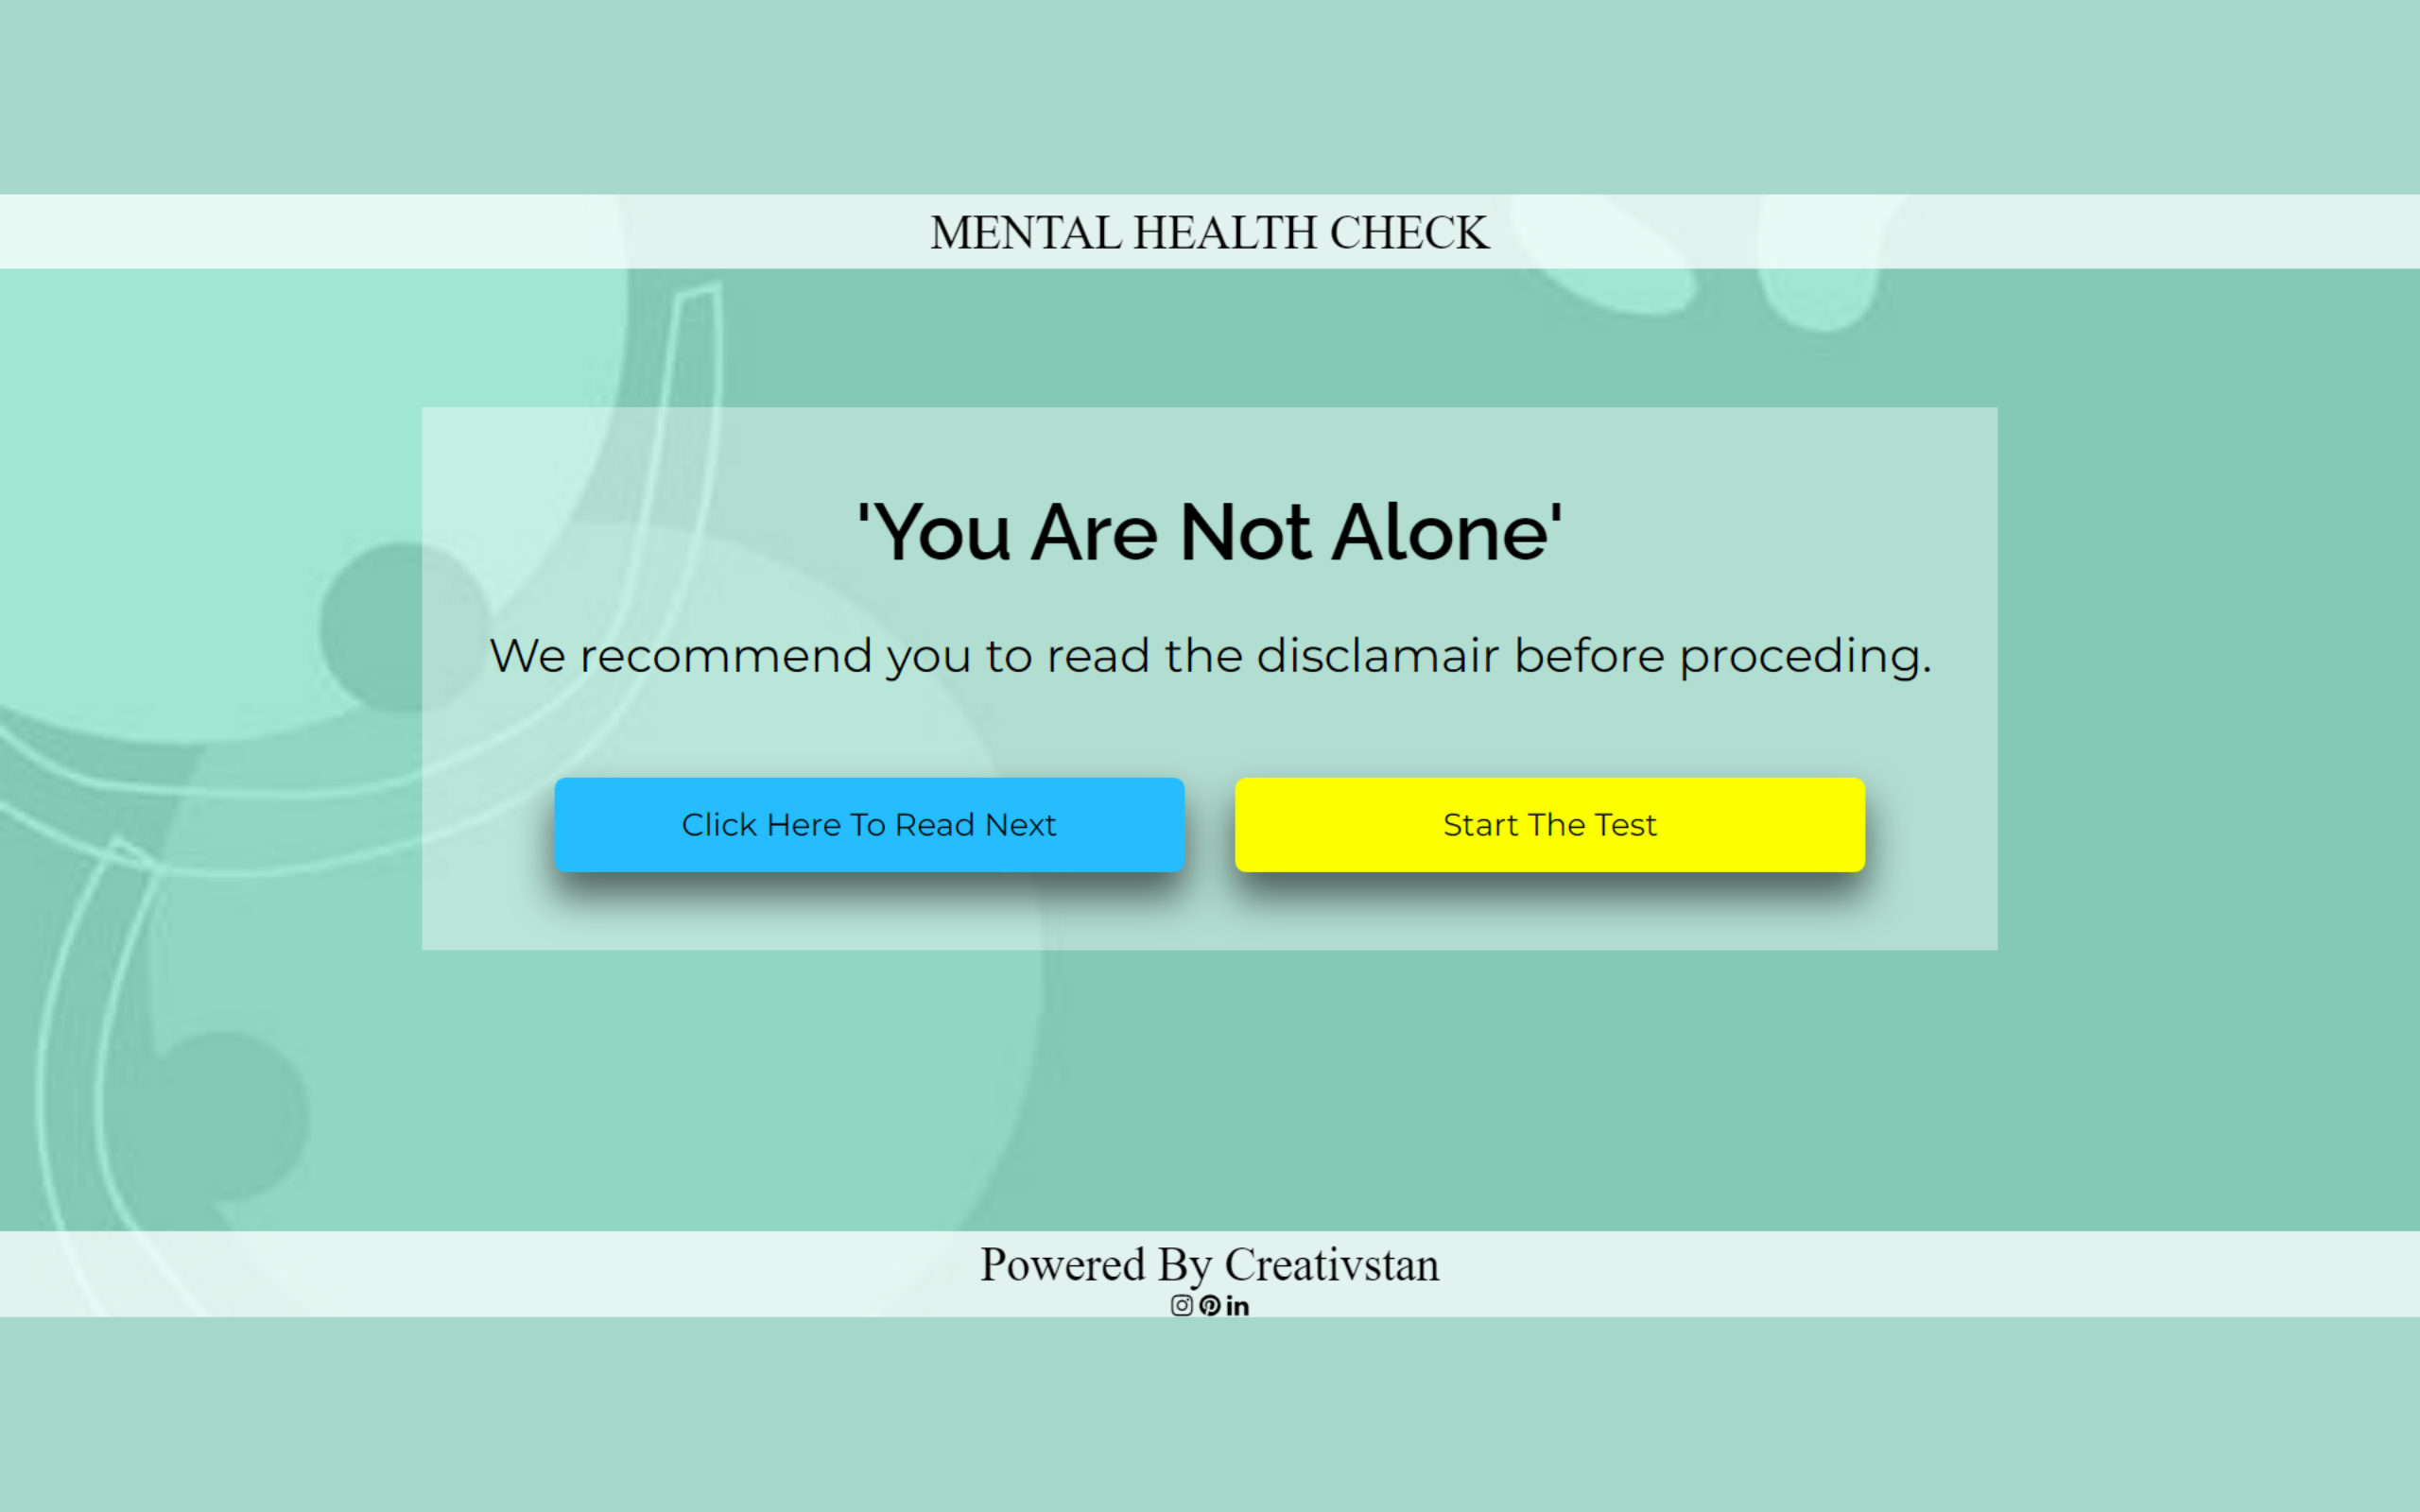 MENTAL HEALTH CHECK
'You Are Not Alone'
We recommend you to read the disclamair before proceding.
Click Here To Read Next
Start The Test
Powered By Creativstan
in